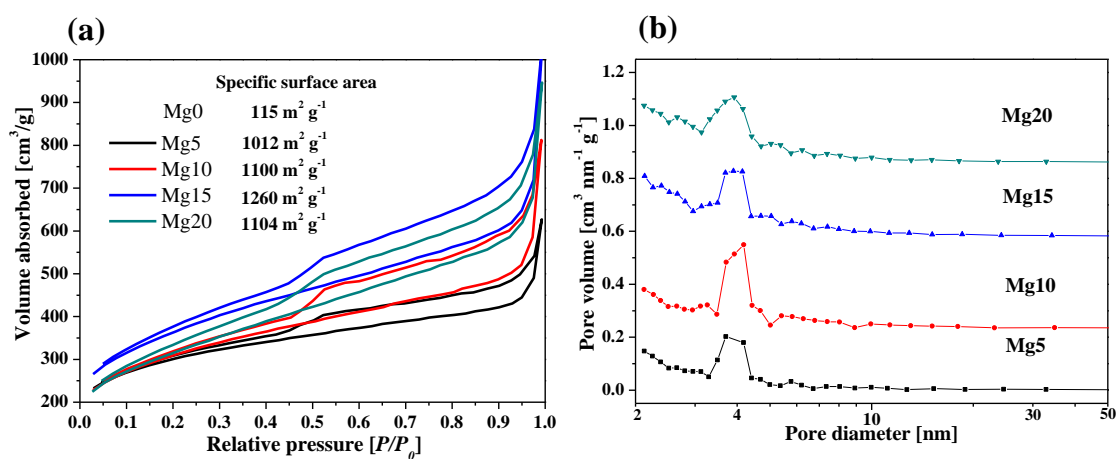 (a)
Volume absorbed [cm³/g]
1000
900
800
700
600
500
400
300
200
Specific surface area
Mg0 115 m² g⁻¹
Mg5 1012 m² g⁻¹
Mg10 1100 m² g⁻¹
Mg15 1260 m² g⁻¹
Mg20 1104 m² g⁻¹
0.0 0.1 0.2 0.3 0.4 0.5 0.6 0.7 0.8 0.9 1.0
Relative pressure [P/P₀]
(b)
Pore volume [cm³ nm⁻¹ g⁻¹]
1.2
1.0
0.8
0.6
0.4
0.2
0.0
Mg20
Mg15
Mg10
Mg5
2 4 10 30 50
Pore diameter [nm]